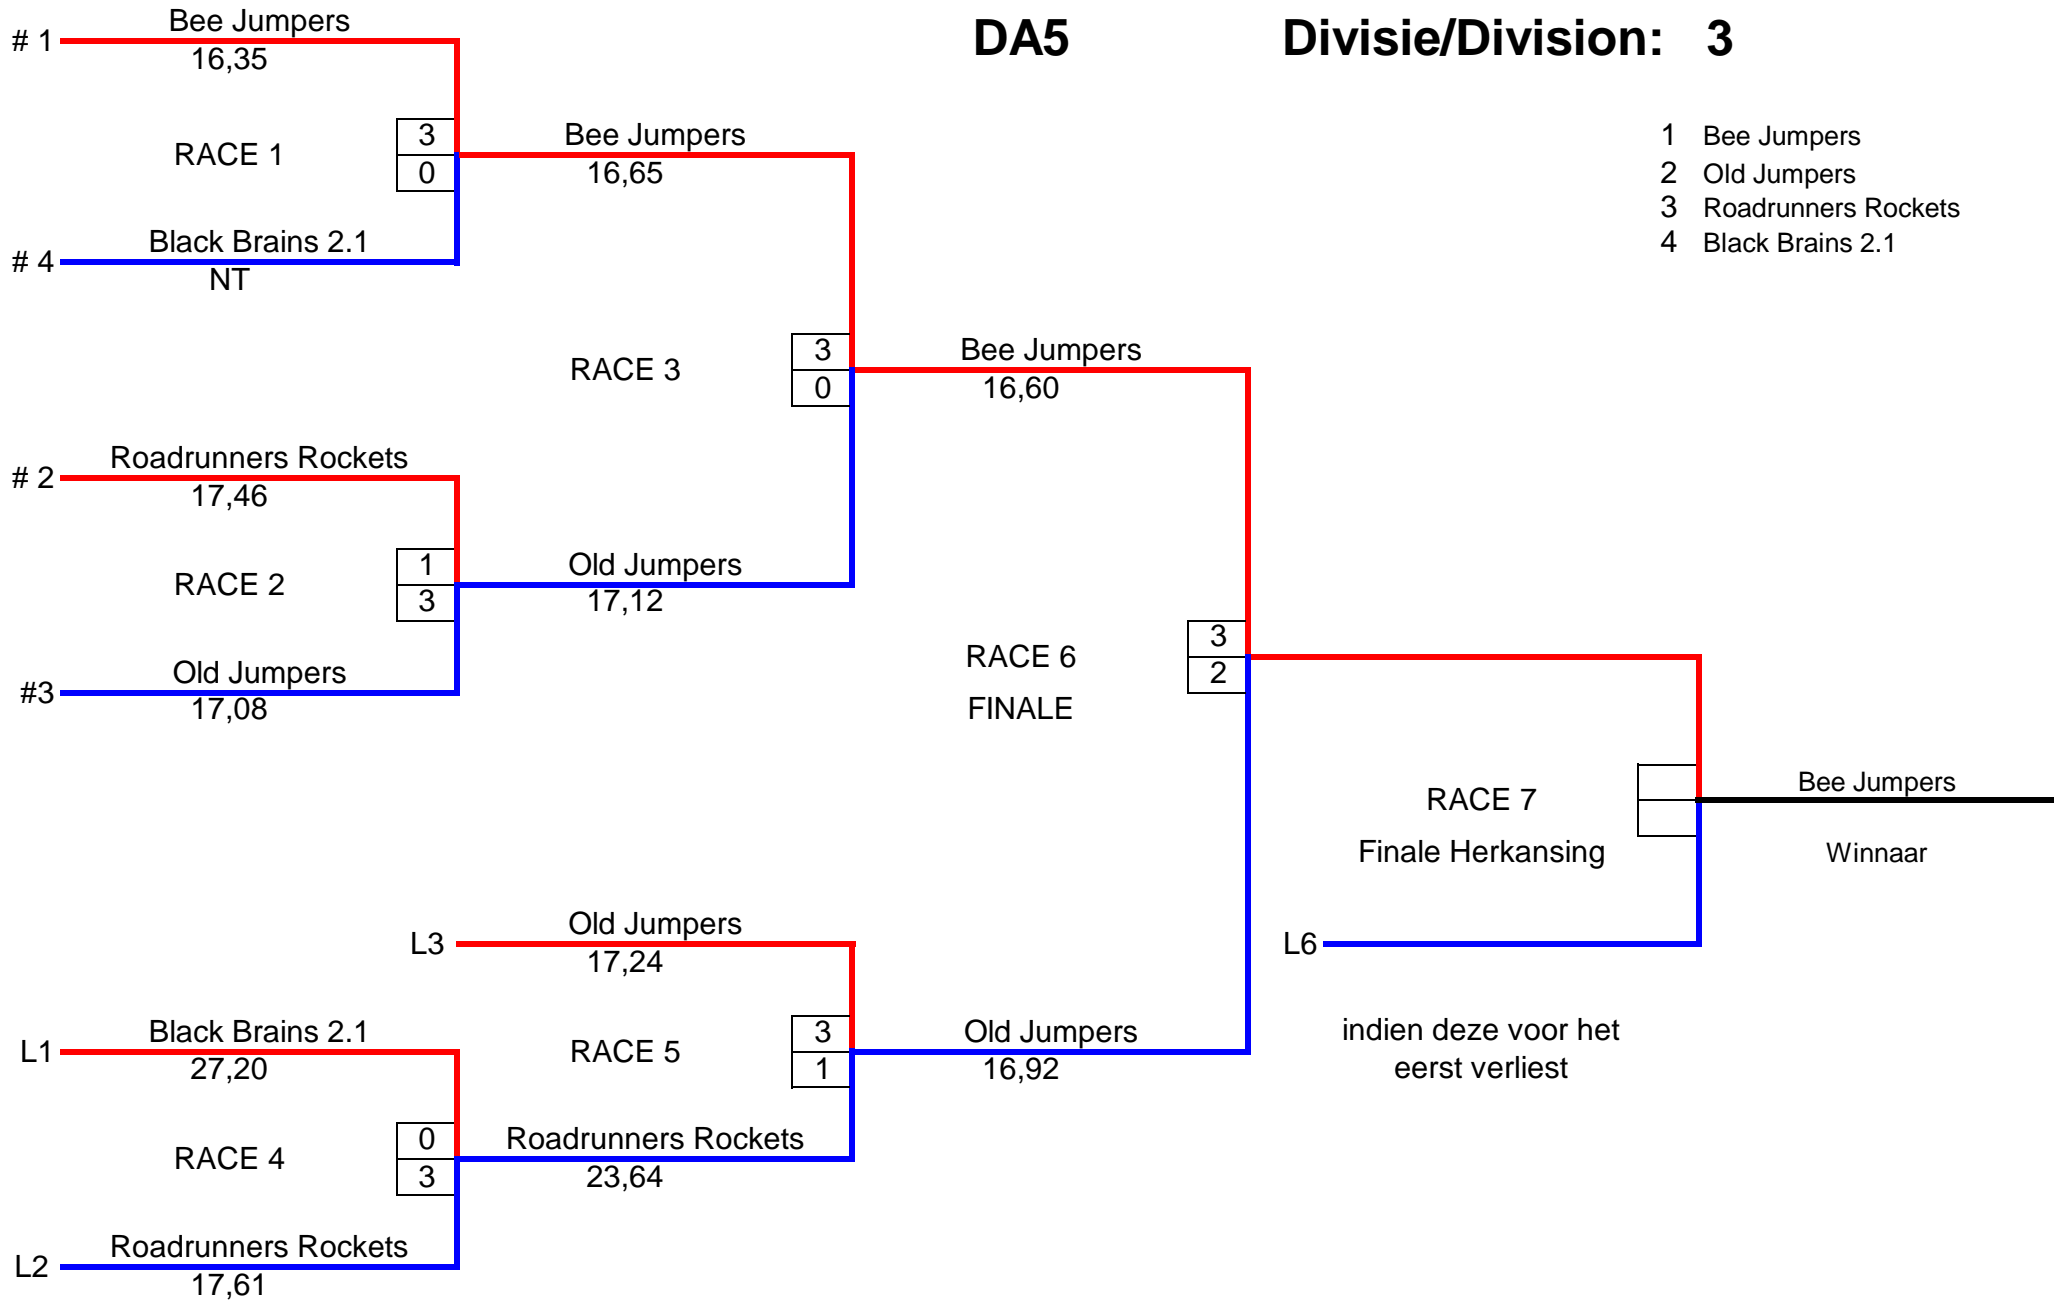 DA5 Divisie/Division: 3
# 1 Bee Jumpers
16,35
RACE 1
3
0
# 4 Black Brains 2.1
NT
Bee Jumpers
16,65
1 Bee Jumpers
2 Old Jumpers
3 Roadrunners Rockets
4 Black Brains 2.1
RACE 3
3
0
Bee Jumpers
16,60
# 2 Roadrunners Rockets
17,46
RACE 2
1
3
#3 Old Jumpers
17,08
Old Jumpers
17,12
RACE 6
FINALE
3
2
RACE 7
Finale Herkansing
Bee Jumpers
Winnaar
L6
indien deze voor het
eerst verliest
L3 Old Jumpers
17,24
RACE 5
3
1
Old Jumpers
16,92
L1 Black Brains 2.1
27,20
RACE 4
0
3
Roadrunners Rockets
23,64
L2 Roadrunners Rockets
17,61